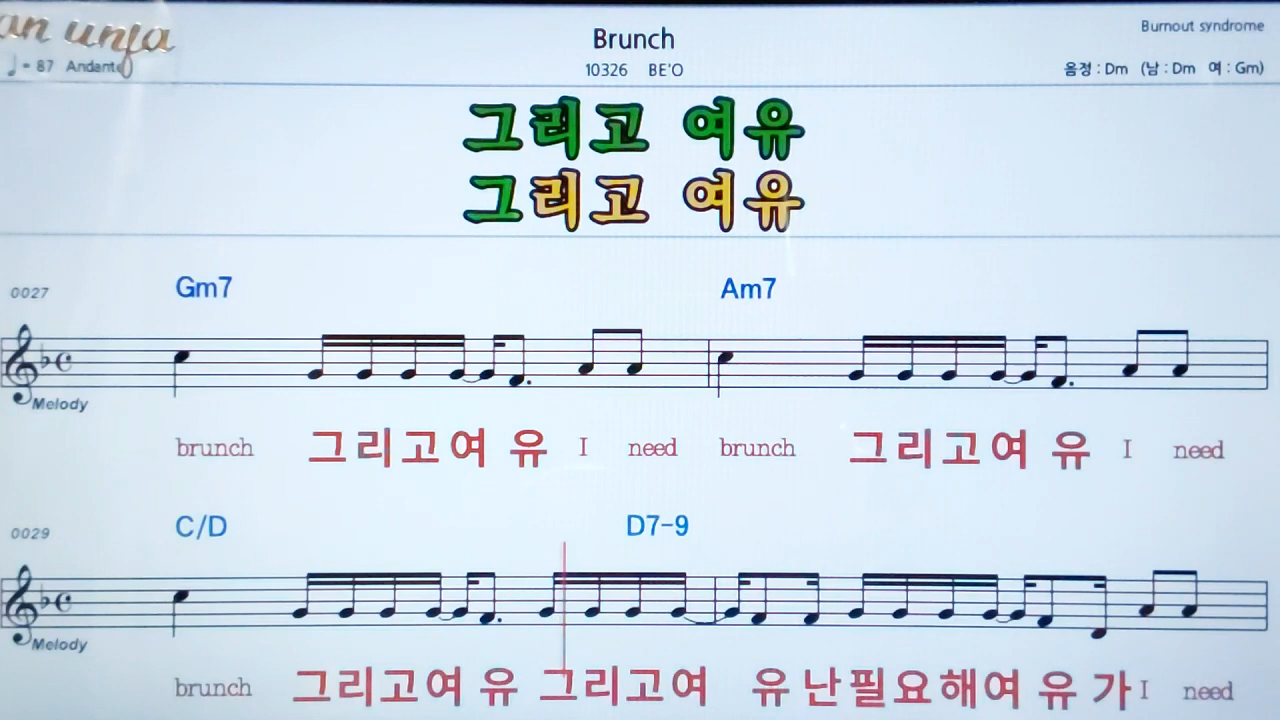 an unfa
Burnout syndrome
Brunch
♩= 87 Andante
10326 BE'O
음정 : Dm (남 : Dm 여 : Gm)
그리고 여유
그리고 여유
0027 Gm7 Am7
Melody
brunch 그리고여 유 I need brunch 그리고여 유 I need
0029 C/D D7-9
Melody
brunch 그리고여 유 그리고여 유 난필요해여 유 가 I need